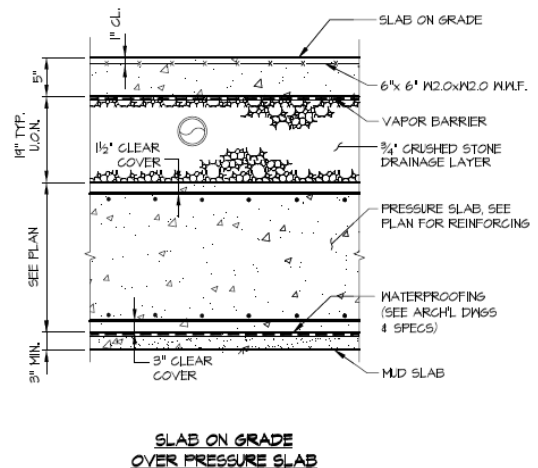 1" CL.
SLAB ON GRADE
5"
6"x 6" W2.0xW2.0 W.W.F.
VAPOR BARRIER
19" TYP.
U.O.N.
1½" CLEAR
COVER
¾" CRUSHED STONE
DRAINAGE LAYER
SEE PLAN
PRESSURE SLAB, SEE
PLAN FOR REINFORCING
WATERPROOFING
(SEE ARCH'L DWGS
& SPECS)
3" MIN.
3" CLEAR
COVER
MUD SLAB
SLAB ON GRADE
OVER PRESSURE SLAB